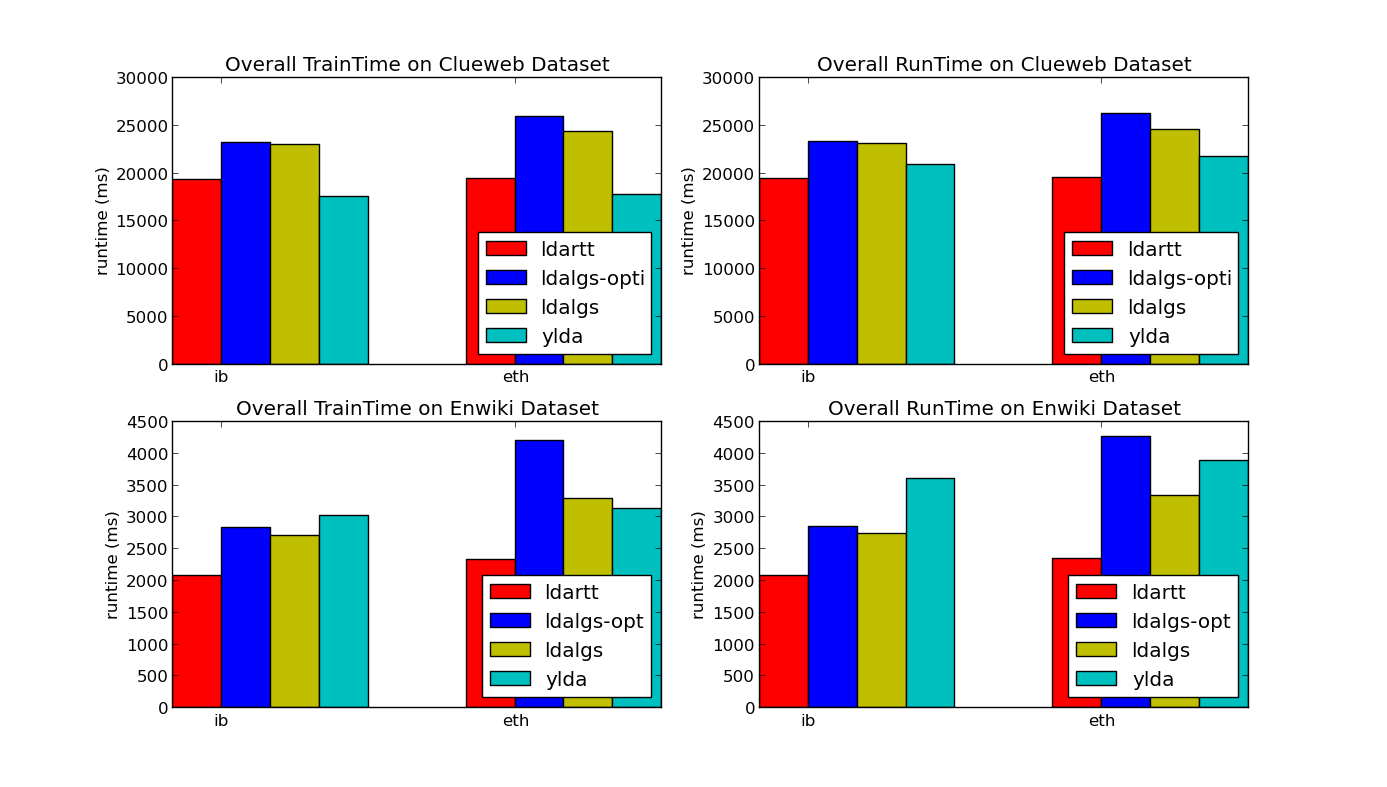 Overall TrainTime on Clueweb Dataset
30000
25000
20000
15000
10000
5000
0
runtime (ms)
ib
eth
ldartt
ldalgs-opti
ldalgs
ylda
Overall RunTime on Clueweb Dataset
30000
25000
20000
15000
10000
5000
0
runtime (ms)
ib
eth
ldartt
ldalgs-opti
ldalgs
ylda
Overall TrainTime on Enwiki Dataset
4500
4000
3500
3000
2500
2000
1500
1000
500
0
runtime (ms)
ib
eth
ldartt
ldalgs-opt
ldalgs
ylda
Overall RunTime on Enwiki Dataset
4500
4000
3500
3000
2500
2000
1500
1000
500
0
runtime (ms)
ib
eth
ldartt
ldalgs-opt
ldalgs
ylda